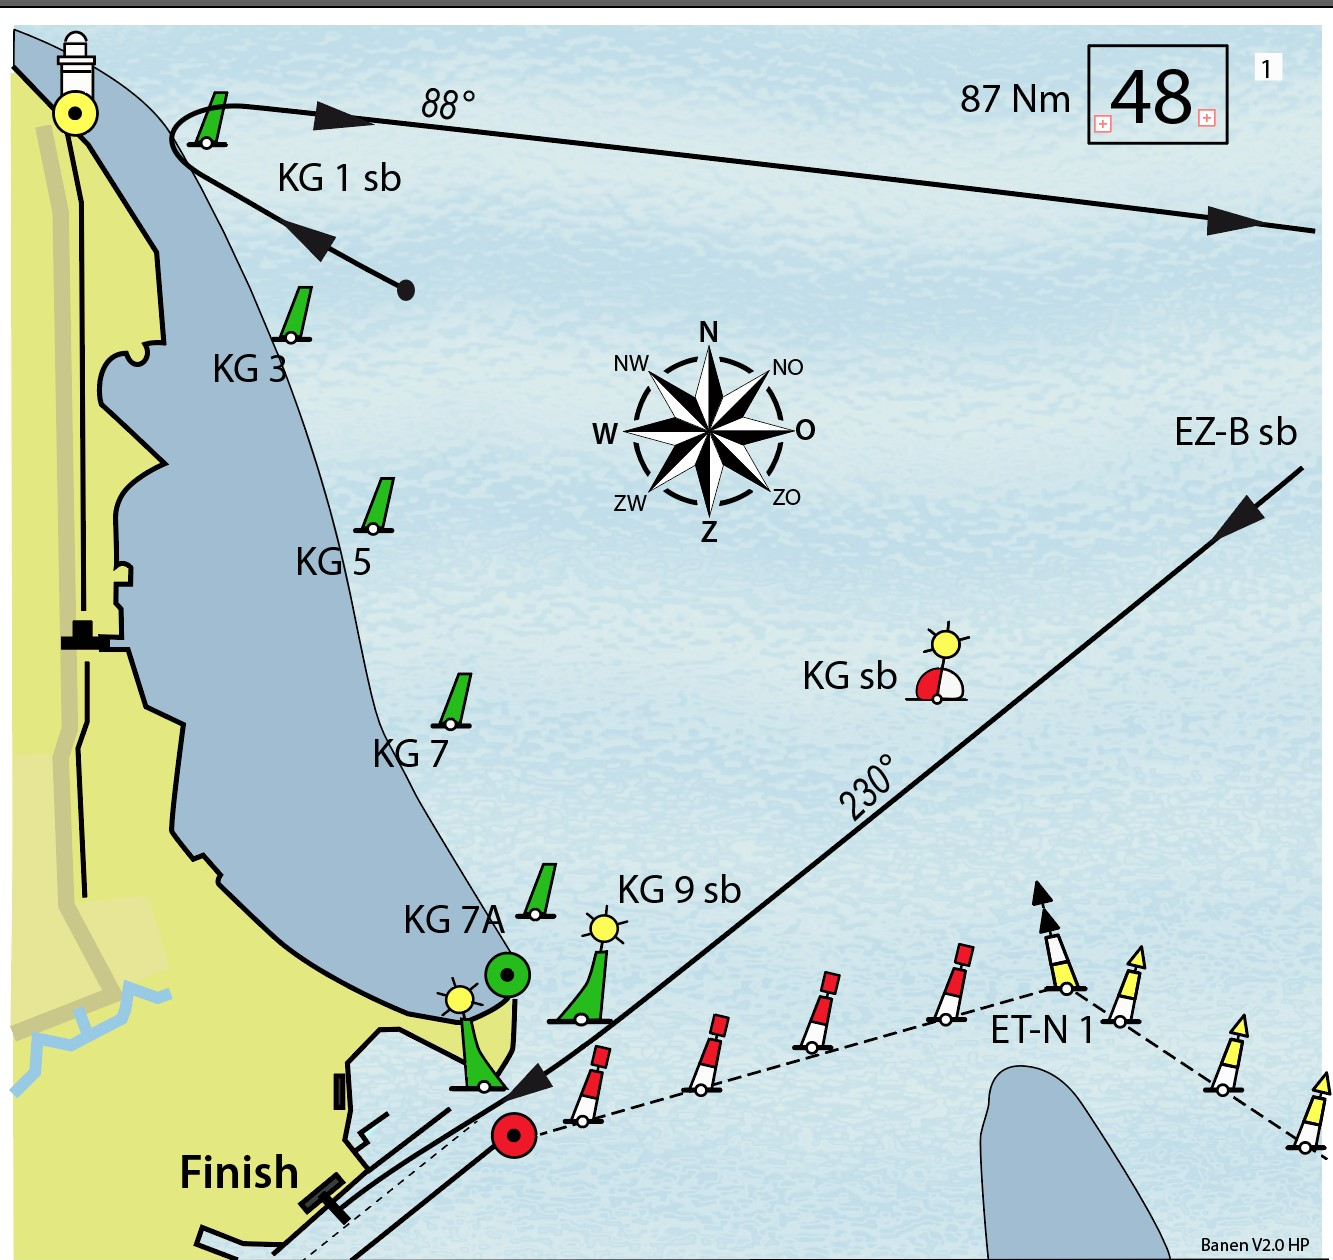 88°
87 Nm
48
1
KG 1 sb
KG 3
N
NW
NO
W
O
ZW
ZO
Z
EZ-B sb
KG 5
KG sb
KG 7
230°
KG 9 sb
KG 7A
ET-N 1
Finish
Banen V2.0 HP